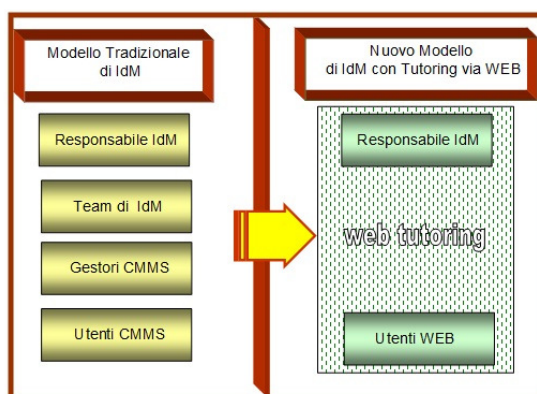 Modello Tradizionale
di IdM
Responsabile IdM
Team di IdM
Gestori CMMS
Utenti CMMS
Nuovo Modello
di IdM con Tutoring via WEB
Responsabile IdM
web tutoring
Utenti WEB